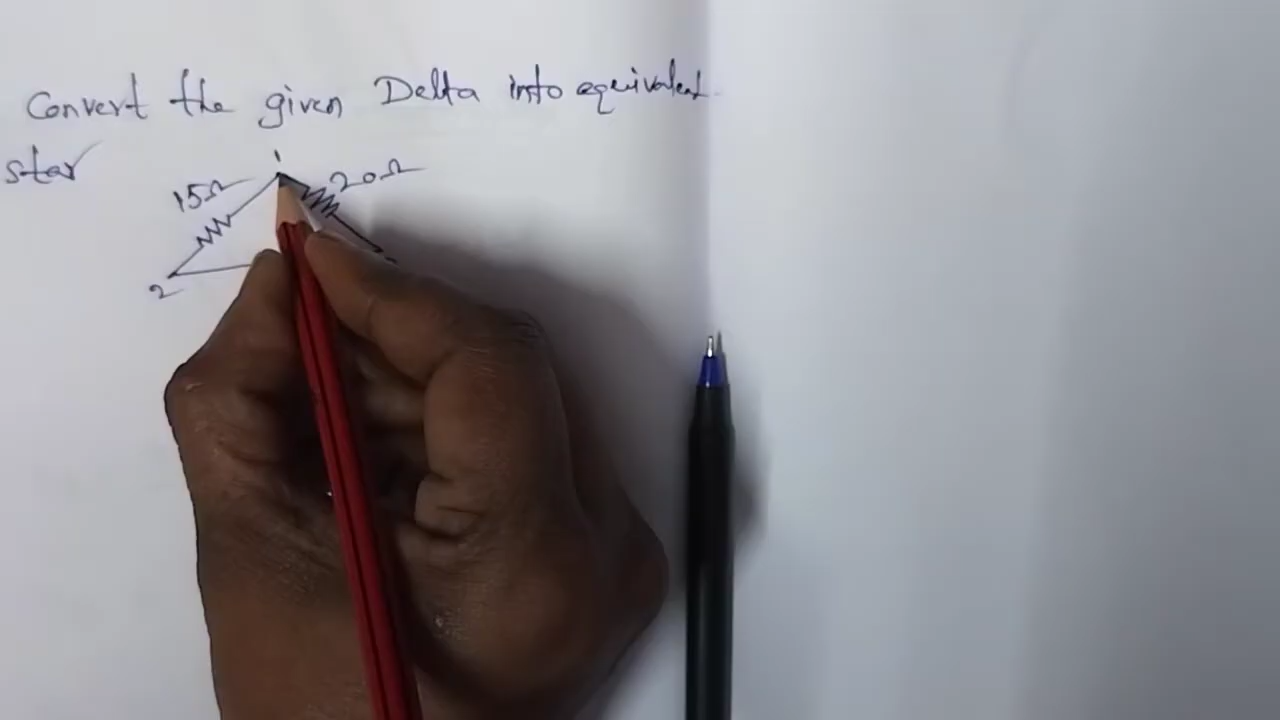 Convert the given Delta into equivalent
star
1
15Ω
20Ω
2